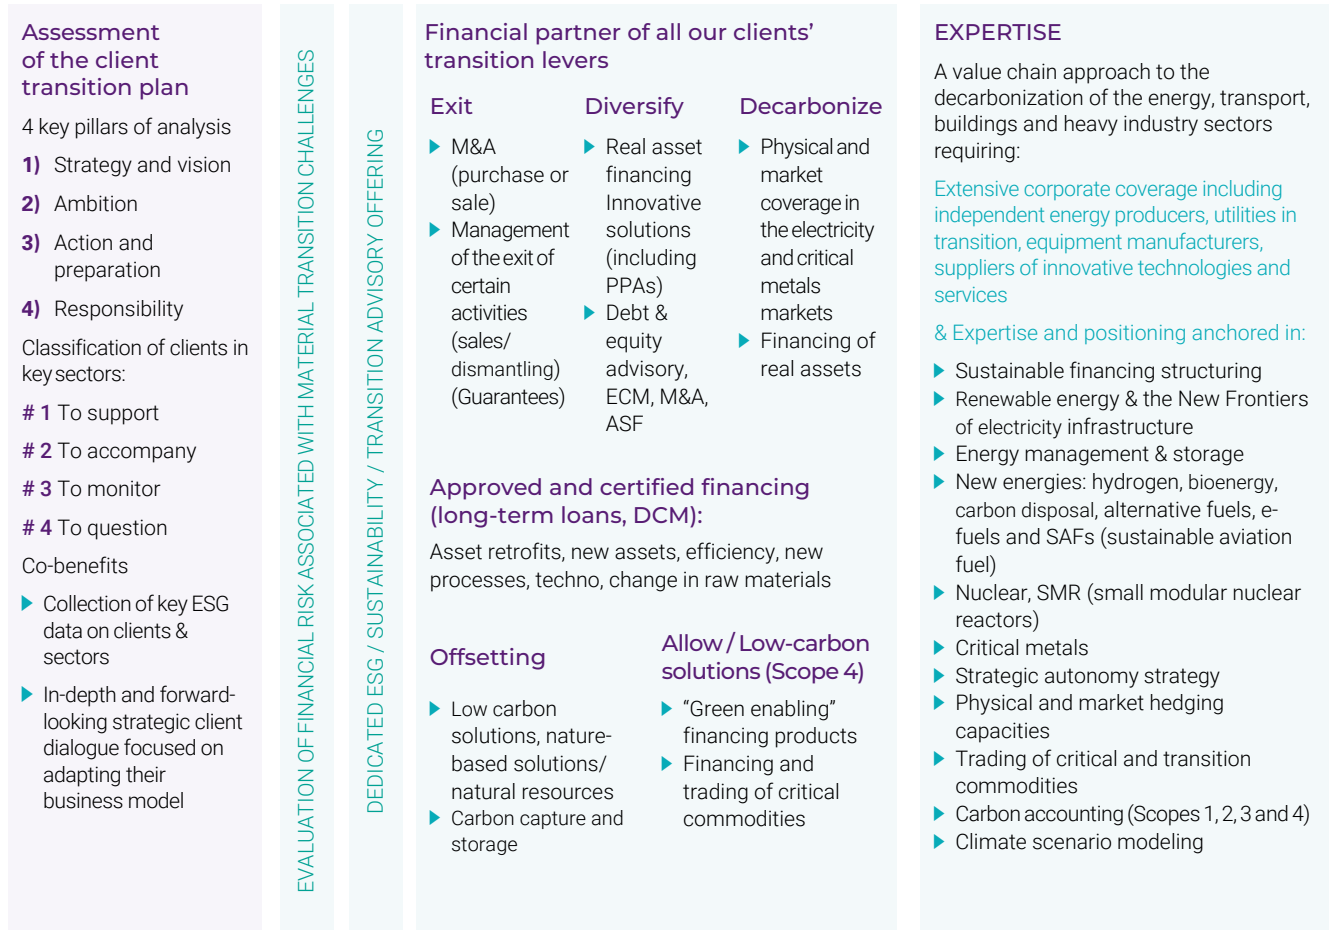 Assessment
of the client
transition plan
4 key pillars of analysis
1) Strategy and vision
2) Ambition
3) Action and
preparation
4) Responsibility
Classification of clients in
key sectors:
# 1 To support
# 2 To accompany
# 3 To monitor
# 4 To question
Co-benefits
Collection of key ESG
data on clients &
sectors
In-depth and forward-
looking strategic client
dialogue focused on
adapting their
business model
EVALUATION OF FINANCIAL RISK ASSOCIATED WITH MATERIAL TRANSITION CHALLENGES
DEDICATED ESG / SUSTAINABILITY / TRANSITION ADVISORY OFFERING
Financial partner of all our clients’
transition levers
Exit
M&A
(purchase or
sale)
Management
of the exit of
certain
activities
(sales/
dismantling)
(Guarantees)
Diversify
Real asset
financing
Innovative
solutions
(including
PPAs)
Debt &
equity
advisory,
ECM, M&A,
ASF
Decarbonize
Physical and
market
coverage in
the electricity
and critical
metals
markets
Financing of
real assets
Approved and certified financing
(long-term loans, DCM):
Asset retrofits, new assets, efficiency, new
processes, techno, change in raw materials
Offsetting
Low carbon
solutions, nature-
based solutions/
natural resources
Carbon capture and
storage
Allow / Low-carbon
solutions (Scope 4)
“Green enabling”
financing products
Financing and
trading of critical
commodities
EXPERTISE
A value chain approach to the
decarbonization of the energy, transport,
buildings and heavy industry sectors
requiring:
Extensive corporate coverage including
independent energy producers, utilities in
transition, equipment manufacturers,
suppliers of innovative technologies and
services
& Expertise and positioning anchored in:
Sustainable financing structuring
Renewable energy & the New Frontiers
of electricity infrastructure
Energy management & storage
New energies: hydrogen, bioenergy,
carbon disposal, alternative fuels, e-
fuels and SAFs (sustainable aviation
fuel)
Nuclear, SMR (small modular nuclear
reactors)
Critical metals
Strategic autonomy strategy
Physical and market hedging
capacities
Trading of critical and transition
commodities
Carbon accounting (Scopes 1, 2, 3 and 4)
Climate scenario modeling